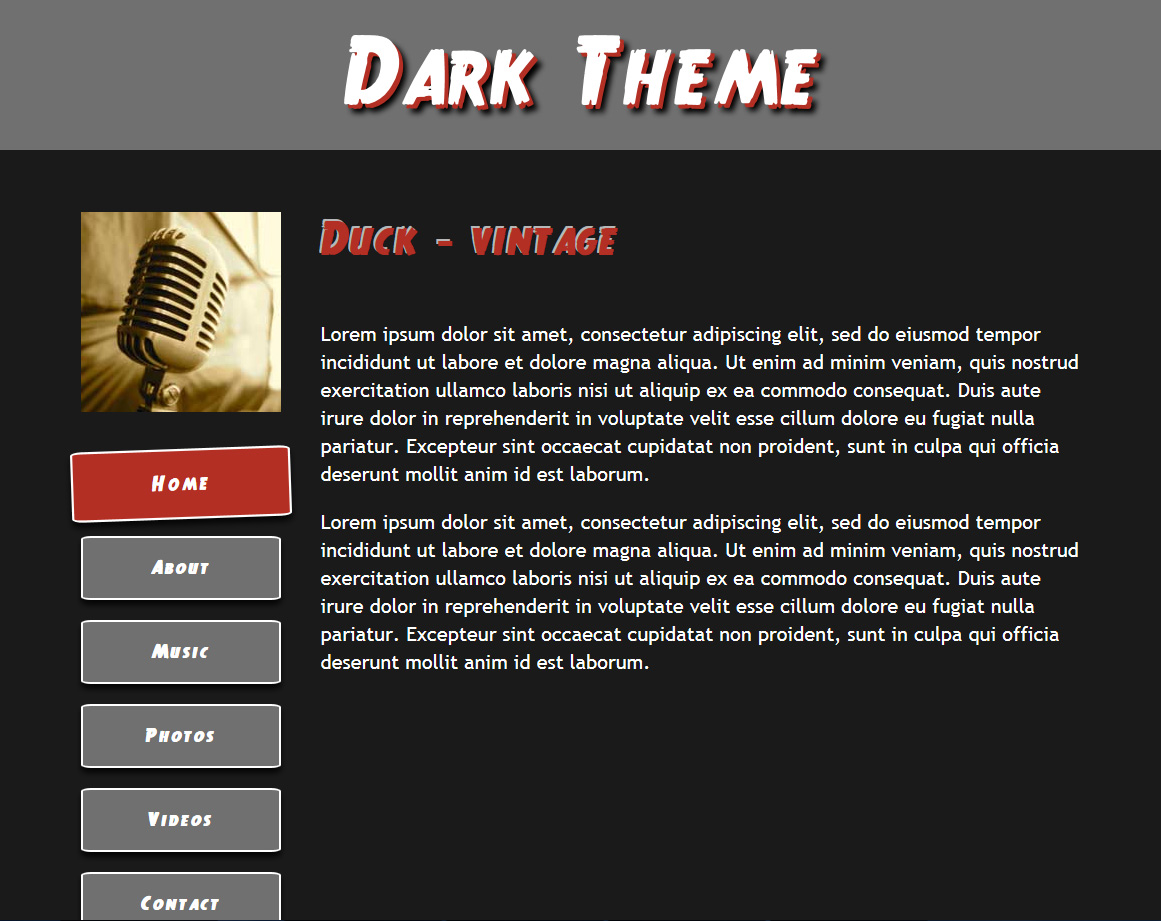 Dark Theme
Duck - vintage
Lorem ipsum dolor sit amet, consectetur adipiscing elit, sed do eiusmod tempor
incididunt ut labore et dolore magna aliqua. Ut enim ad minim veniam, quis nostrud
exercitation ullamco laboris nisi ut aliquip ex ea commodo consequat. Duis aute
irure dolor in reprehenderit in voluptate velit esse cillum dolore eu fugiat nulla
pariatur. Excepteur sint occaecat cupidatat non proident, sunt in culpa qui officia
deserunt mollit anim id est laborum.
Lorem ipsum dolor sit amet, consectetur adipiscing elit, sed do eiusmod tempor
incididunt ut labore et dolore magna aliqua. Ut enim ad minim veniam, quis nostrud
exercitation ullamco laboris nisi ut aliquip ex ea commodo consequat. Duis aute
irure dolor in reprehenderit in voluptate velit esse cillum dolore eu fugiat nulla
pariatur. Excepteur sint occaecat cupidatat non proident, sunt in culpa qui officia
deserunt mollit anim id est laborum.
Home
About
Music
Photos
Videos
Contact